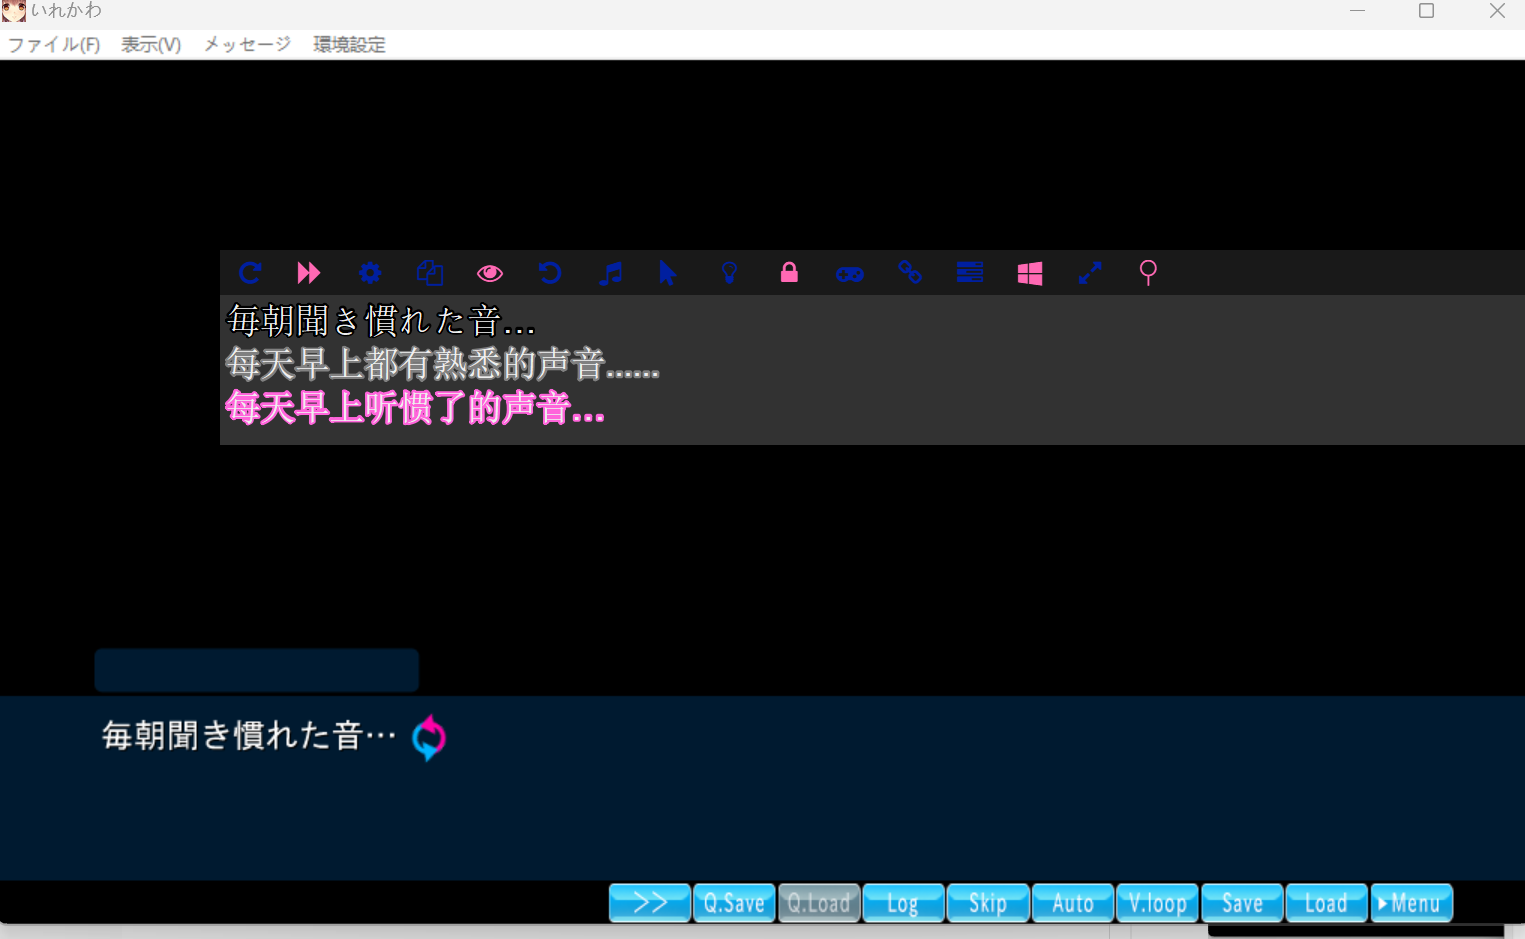 いれかわ
ファイル(F) 表示(V) メッセージ 環境設定
毎朝聞き慣れた音…
每天早上都有熟悉的声音......
每天早上听惯了的声音...
毎朝聞き慣れた音…
>> Q.Save Q.Load Log Skip Auto V.loop Save Load ▶Menu